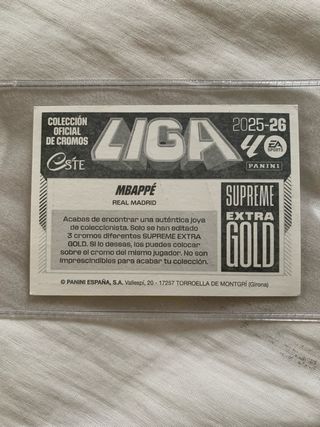 COLECCIÓN
OFICIAL
DE CROMOS
este
LIGA
2025-26
40
EA
SPORTS
PANINI
MBAPPÉ
REAL MADRID
Acabas de encontrar una auténtica joya
de coleccionista. Solo se han editado
3 cromos diferentes SUPREME EXTRA
GOLD. Si lo deseas, los puedes colocar
sobre el cromo del mismo jugador. No son
imprescindibles para acabar tu colección.
SUPREME
EXTRA
GOLD
© PANINI ESPAÑA, S.A. Vallespí, 20 - 17257 TORROELLA DE MONTGRÍ (Girona)